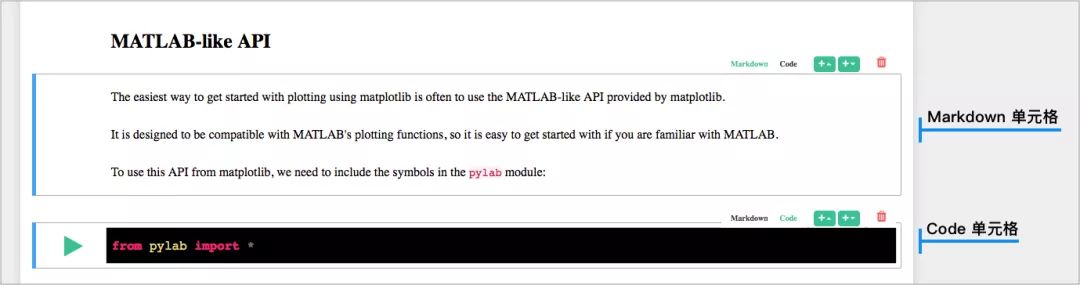 MATLAB-like API
Markdown Code
The easiest way to get started with plotting using matplotlib is often to use the MATLAB-like API provided by matplotlib.
Markdown 单元格
It is designed to be compatible with MATLAB's plotting functions, so it is easy to get started with if you are familiar with MATLAB.
To use this API from matplotlib, we need to include the symbols in the pylab module:
Markdown Code
Code 单元格
from pylab import *